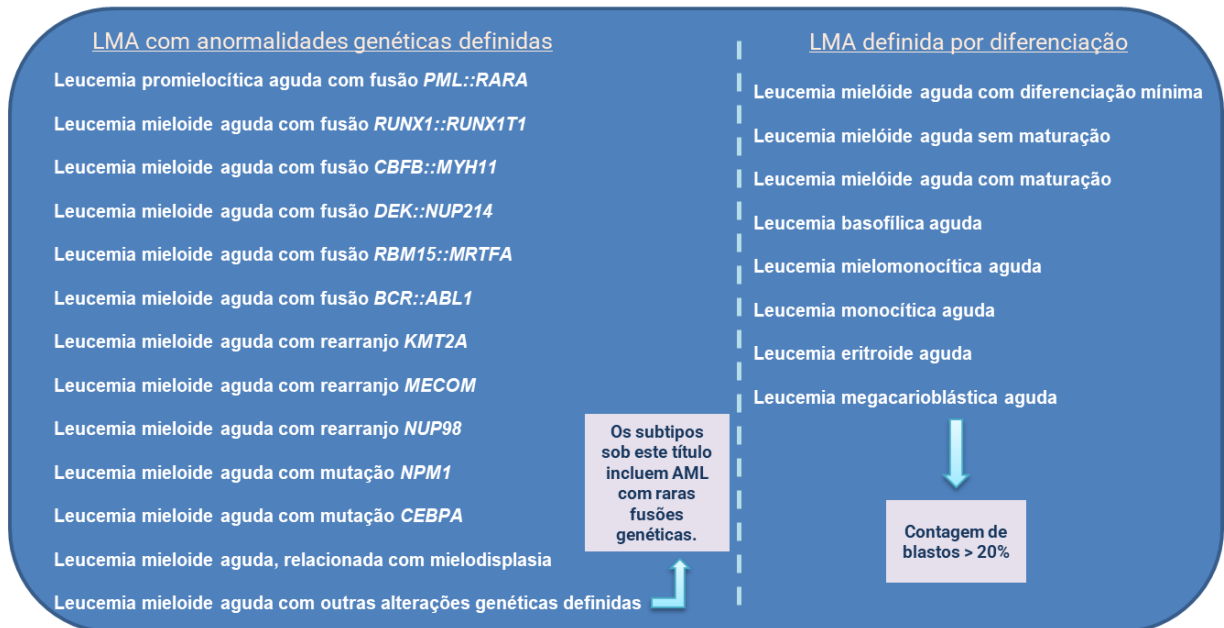 LMA com anormalidades genéticas definidas
Leucemia promielocítica aguda com fusão PML::RARA
Leucemia mieloide aguda com fusão RUNX1::RUNX1T1
Leucemia mieloide aguda com fusão CBFB::MYH11
Leucemia mieloide aguda com fusão DEK::NUP214
Leucemia mieloide aguda com fusão RBM15::MRTFA
Leucemia mieloide aguda com fusão BCR::ABL1
Leucemia mieloide aguda com rearranjo KMT2A
Leucemia mieloide aguda com rearranjo MECOM
Leucemia mieloide aguda com rearranjo NUP98
Leucemia mieloide aguda com mutação NPM1
Leucemia mieloide aguda com mutação CEBPA
Leucemia mieloide aguda, relacionada com mielodisplasia
Leucemia mieloide aguda com outras alterações genéticas definidas
Os subtipos
sob este título
incluem AML
com raras
fusões
genéticas.
LMA definida por diferenciação
Leucemia mielóide aguda com diferenciação mínima
Leucemia mielóide aguda sem maturação
Leucemia mielóide aguda com maturação
Leucemia basofílica aguda
Leucemia mielomonocítica aguda
Leucemia monocítica aguda
Leucemia eritroide aguda
Leucemia megacarioblástica aguda
Contagem de
blastos > 20%